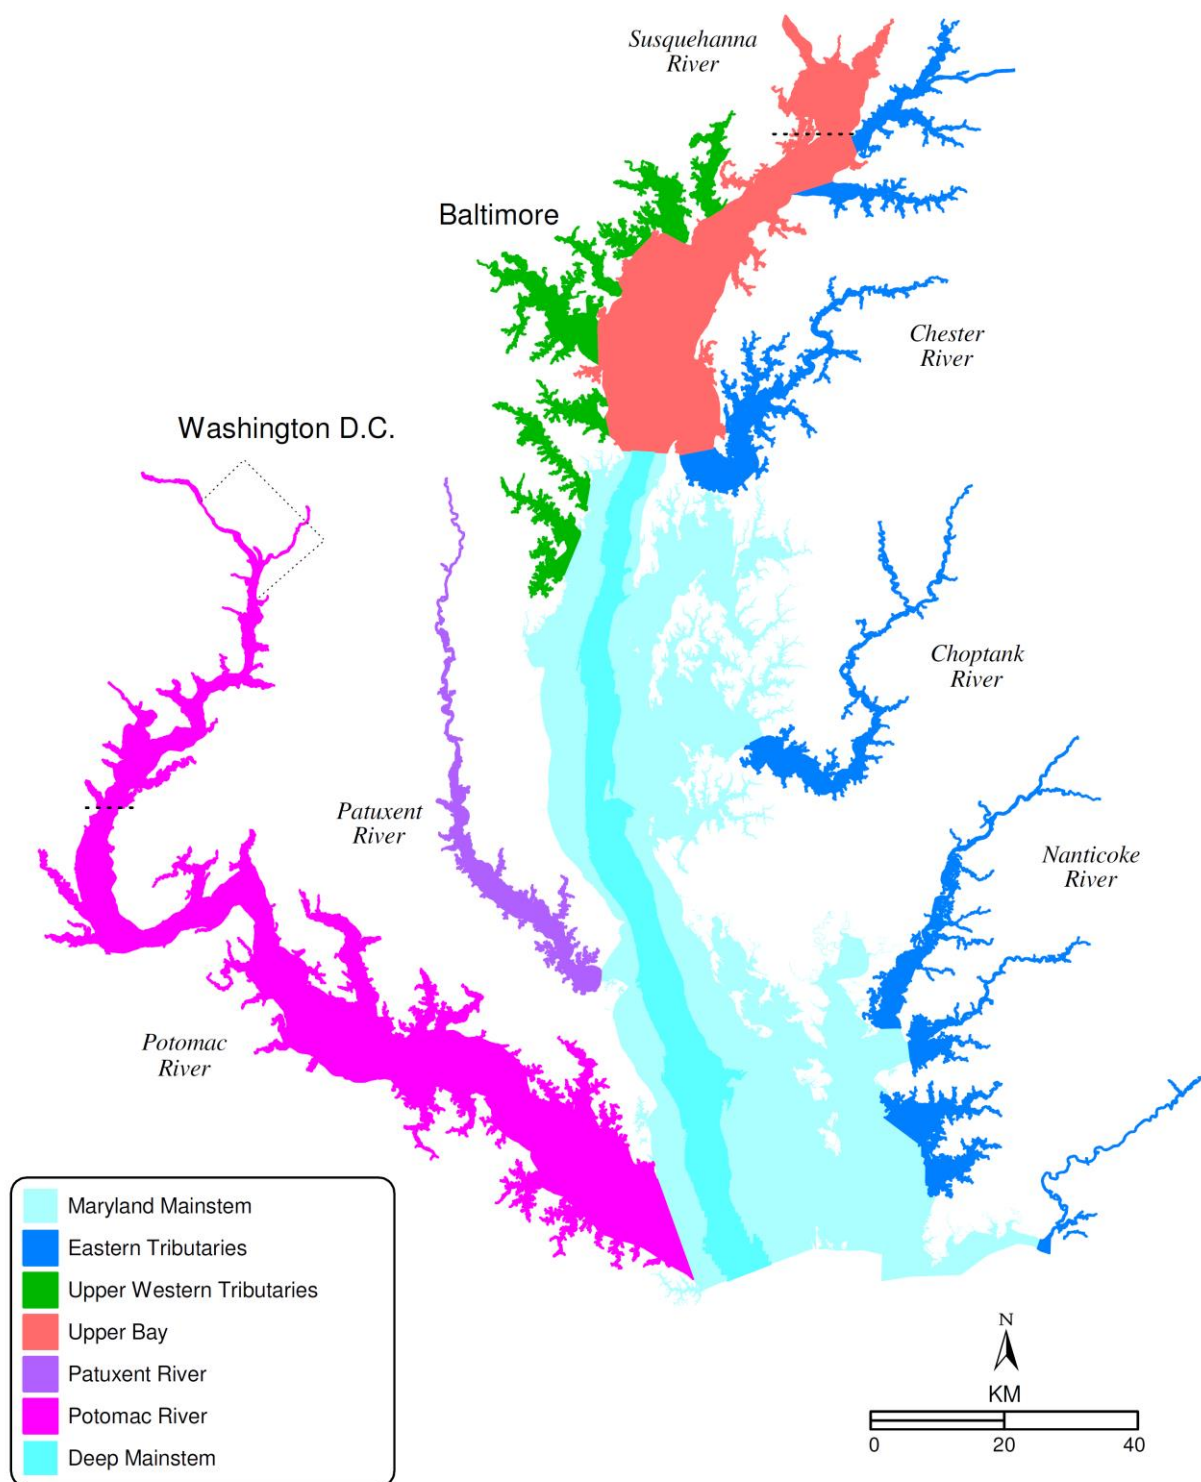 Susquehanna
River
Baltimore
Chester
River
Washington D.C.
Choptank
River
Patuxent
River
Nanticoke
River
Potomac
River
Maryland Mainstem
Eastern Tributaries
Upper Western Tributaries
Upper Bay
Patuxent River
Potomac River
Deep Mainstem
N
KM
0 20 40